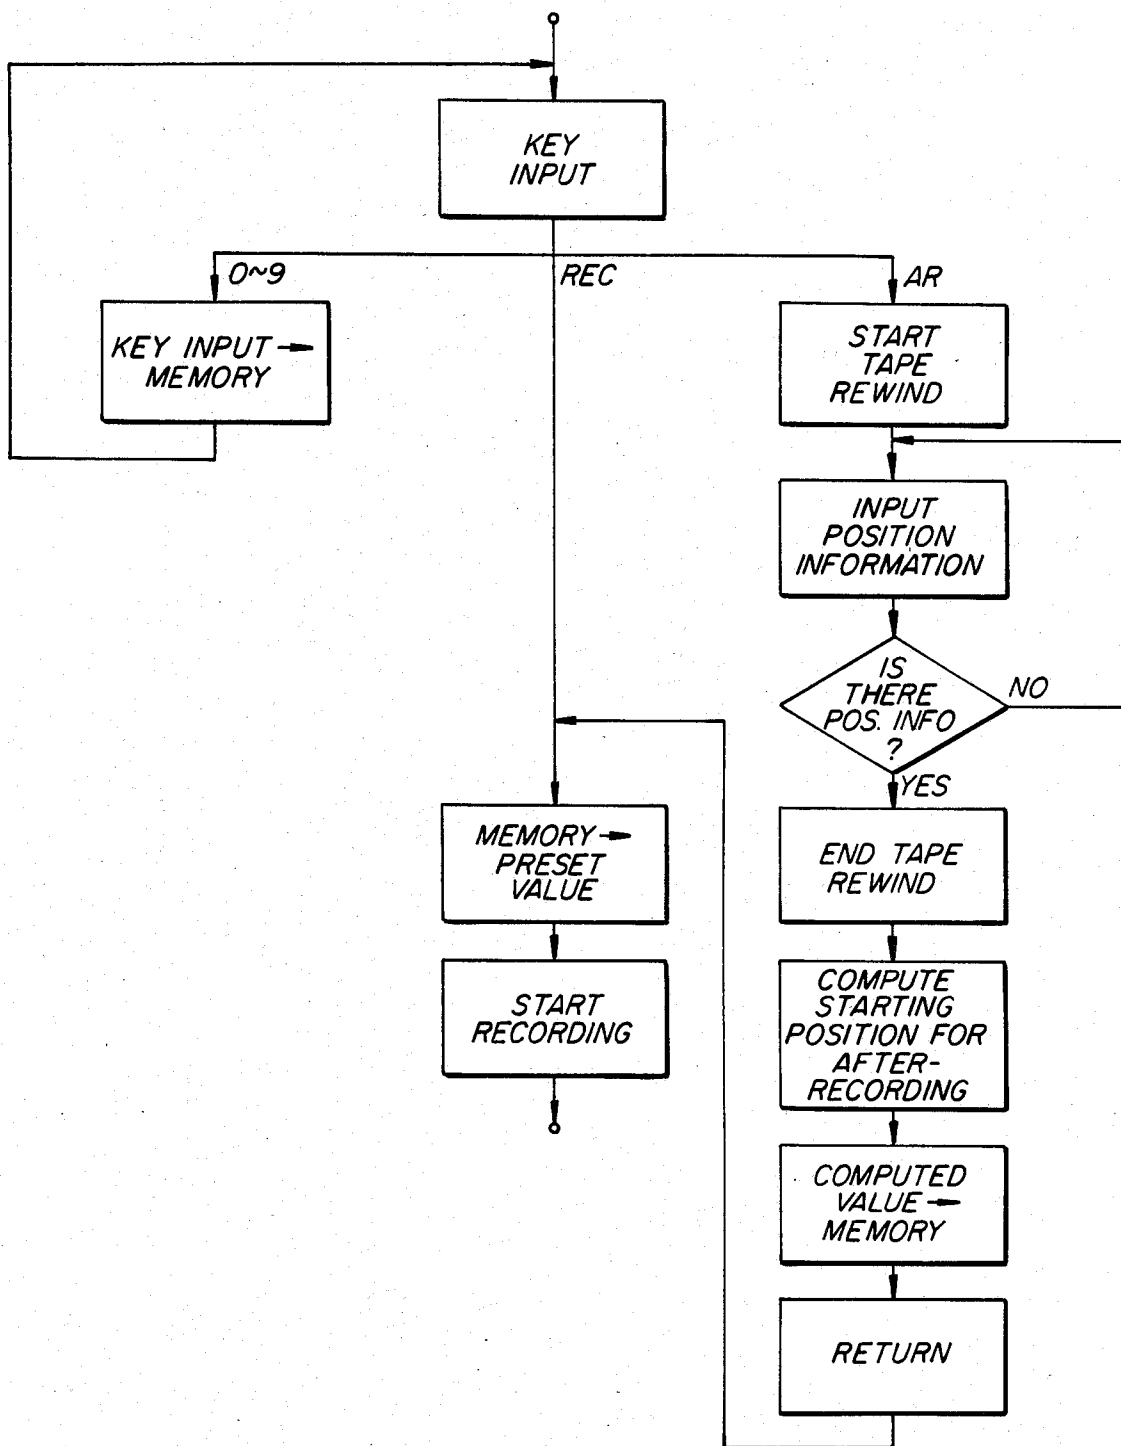 KEY
INPUT
0~9
REC
AR
KEY INPUT →
MEMORY
START
TAPE
REWIND
INPUT
POSITION
INFORMATION
IS
THERE
POS. INFO
?
NO
YES
MEMORY →
PRESET
VALUE
END TAPE
REWIND
START
RECORDING
COMPUTE
STARTING
POSITION FOR
AFTER-
RECORDING
COMPUTED
VALUE →
MEMORY
RETURN